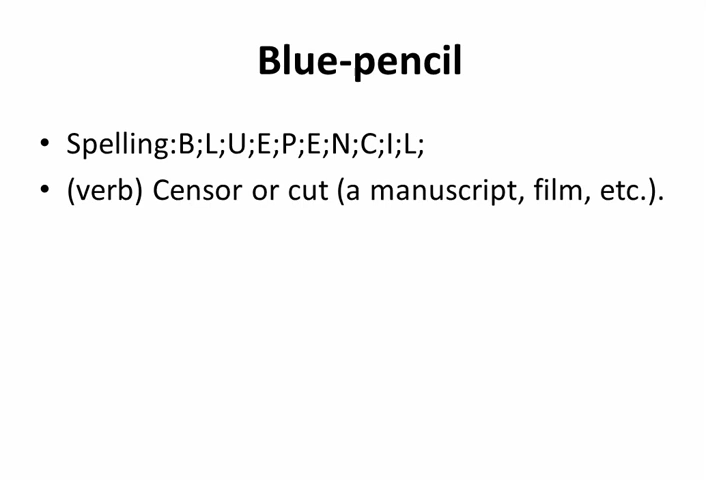 Blue-pencil
• Spelling:B;L;U;E;P;E;N;C;I;L;
• (verb) Censor or cut (a manuscript, film, etc.).